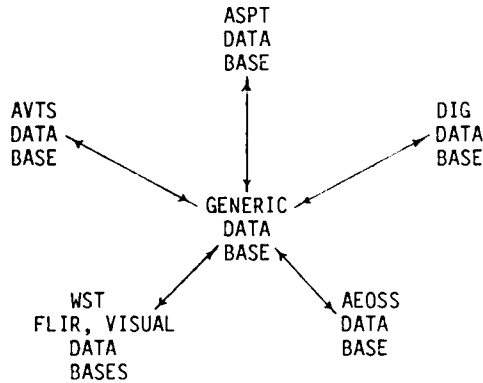 ASPT
DATA
BASE
AVTS
DATA
BASE
DIG
DATA
BASE
GENERIC
DATA
BASE
WST
FLIR, VISUAL
DATA
BASES
AEOSS
DATA
BASE